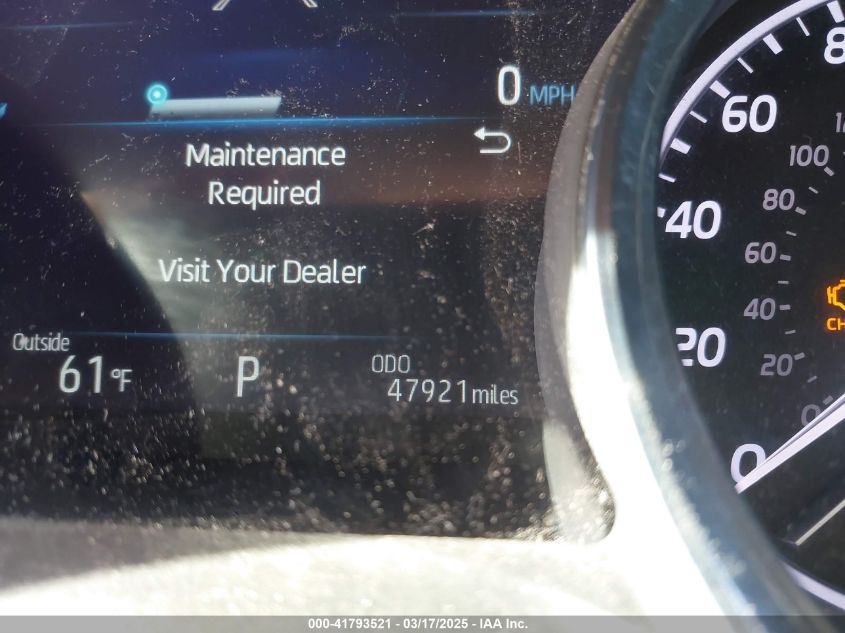 0 MPH
Maintenance
Required
Visit Your Dealer
Outside
61°F
P
ODO
47921 miles
60
40
20
0
100
80
60
40
20
0
000-41793521 - 03/17/2025 - IAA Inc.